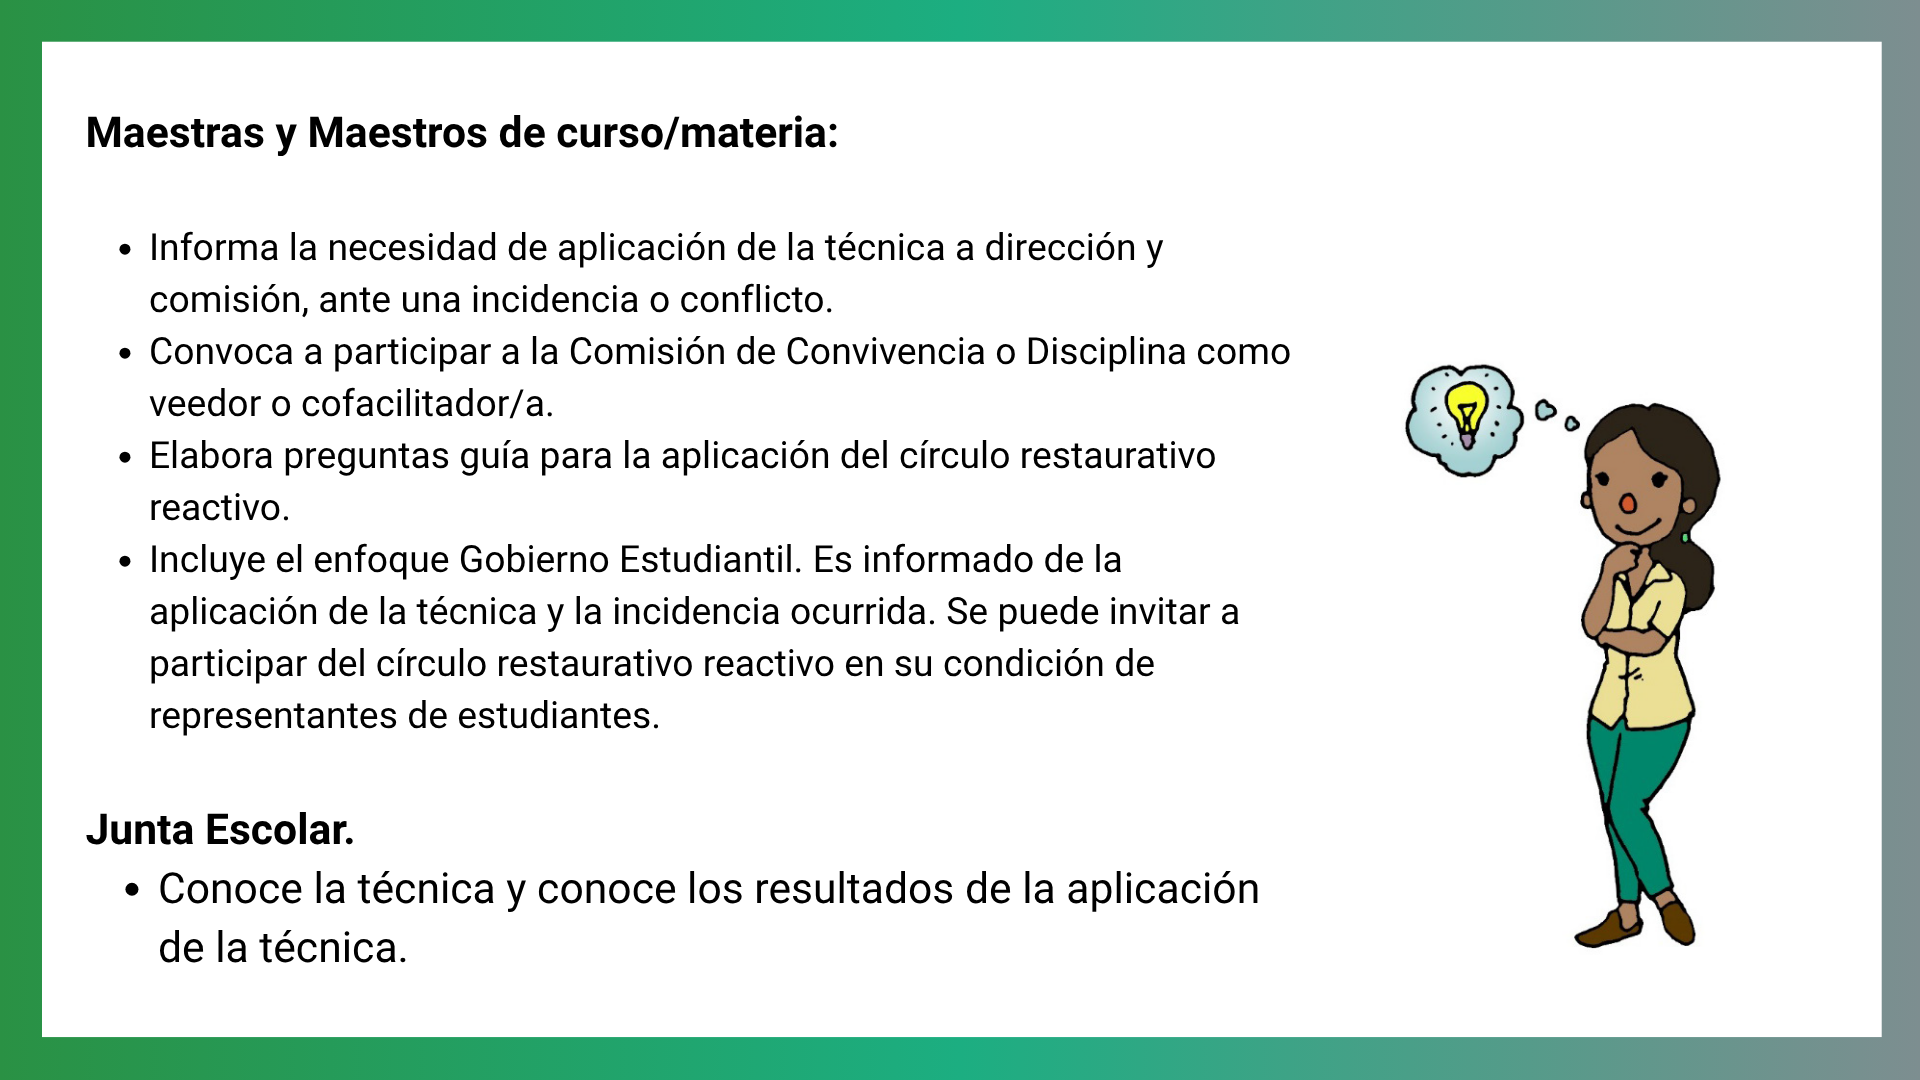 Maestras y Maestros de curso/materia:
• Informa la necesidad de aplicación de la técnica a dirección y
comisión, ante una incidencia o conflicto.
• Convoca a participar a la Comisión de Convivencia o Disciplina como
veedor o cofacilitador/a.
• Elabora preguntas guía para la aplicación del círculo restaurativo
reactivo.
• Incluye el enfoque Gobierno Estudiantil. Es informado de la
aplicación de la técnica y la incidencia ocurrida. Se puede invitar a
participar del círculo restaurativo reactivo en su condición de
representantes de estudiantes.
Junta Escolar.
• Conoce la técnica y conoce los resultados de la aplicación
de la técnica.